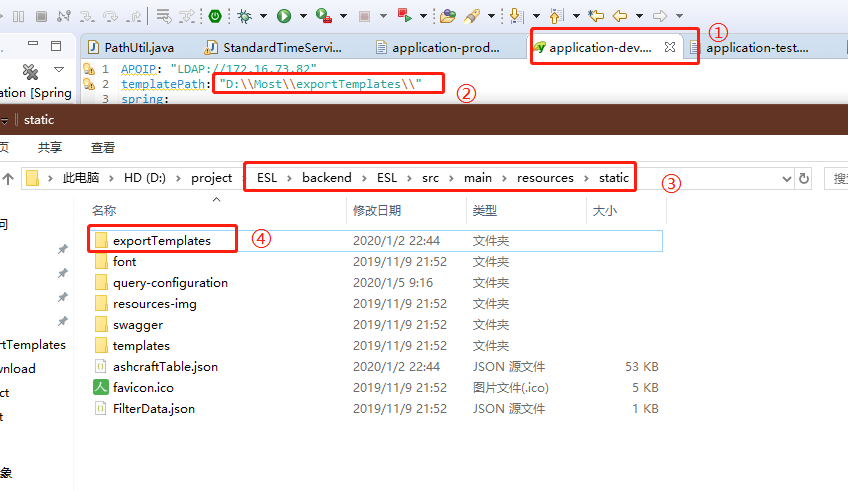 PathUtil.java
StandardTimeServi...
application-prod...
application-dev....
application-test....
①
1 APOIP: "LDAP://172.16.73.82"
2 templatePath: "D:\\Most\\exportTemplates\\"
②
3 spring:
ation [Spring
static
页 共享 查看
此电脑 > HD (D:) > project > ESL > backend > ESL > src > main > resources > static
③
搜
名称 修改日期 类型 大小
问
exportTemplates 2020/1/2 22:44 文件夹
④
font 2019/11/9 21:52 文件夹
query-configuration 2020/1/5 9:16 文件夹
resources-img 2019/11/9 21:52 文件夹
swagger 2019/11/9 21:52 文件夹
rtTemplates
templates 2019/11/9 21:52 文件夹
wnload
ashcraftTable.json 2020/1/2 22:44 JSON 源文件 53 KB
ct
favicon.ico 2019/11/9 21:52 图片文件(.ico) 5 KB
t
FilterData.json 2019/11/9 21:52 JSON 源文件 1 KB
象